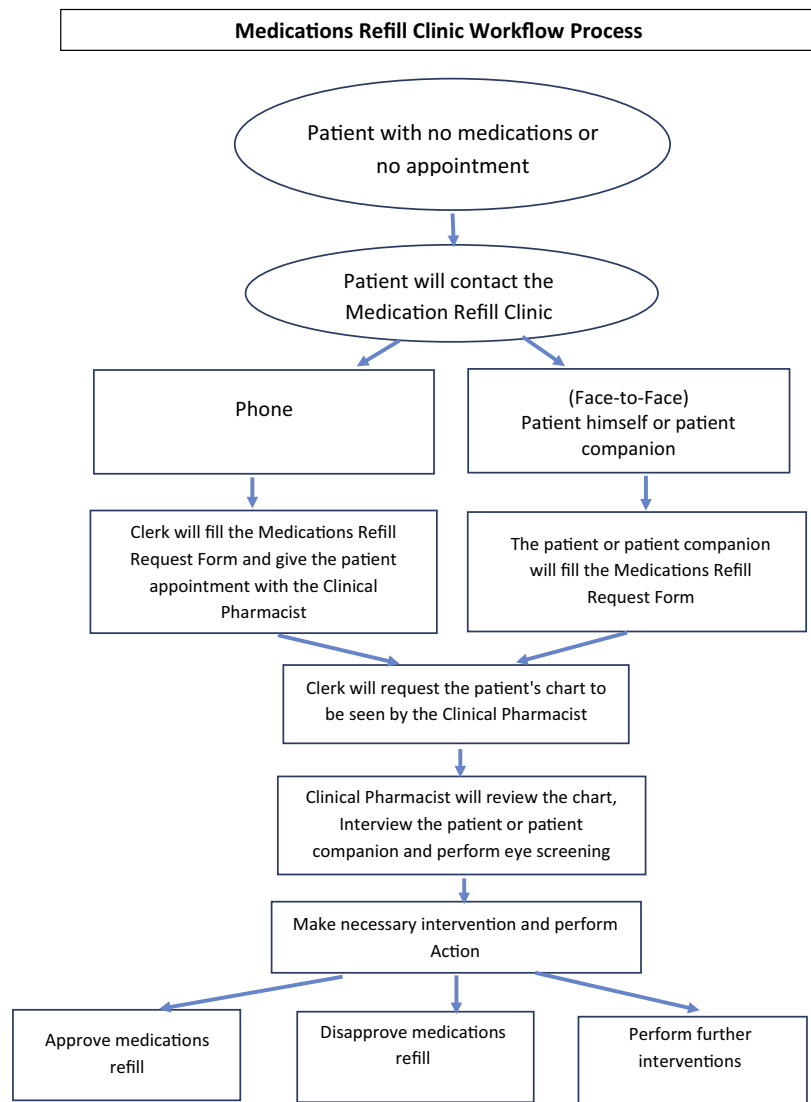 Medications Refill Clinic Workflow Process
Patient with no medications or
no appointment
Patient will contact the
Medication Refill Clinic
Phone
(Face-to-Face)
Patient himself or patient
companion
Clerk will fill the Medications Refill
Request Form and give the patient
appointment with the Clinical
Pharmacist
The patient or patient companion
will fill the Medications Refill
Request Form
Clerk will request the patient's chart to
be seen by the Clinical Pharmacist
Clinical Pharmacist will review the chart,
Interview the patient or patient
companion and perform eye screening
Make necessary intervention and perform
Action
Approve medications
refill
Disapprove medications
refill
Perform further
interventions